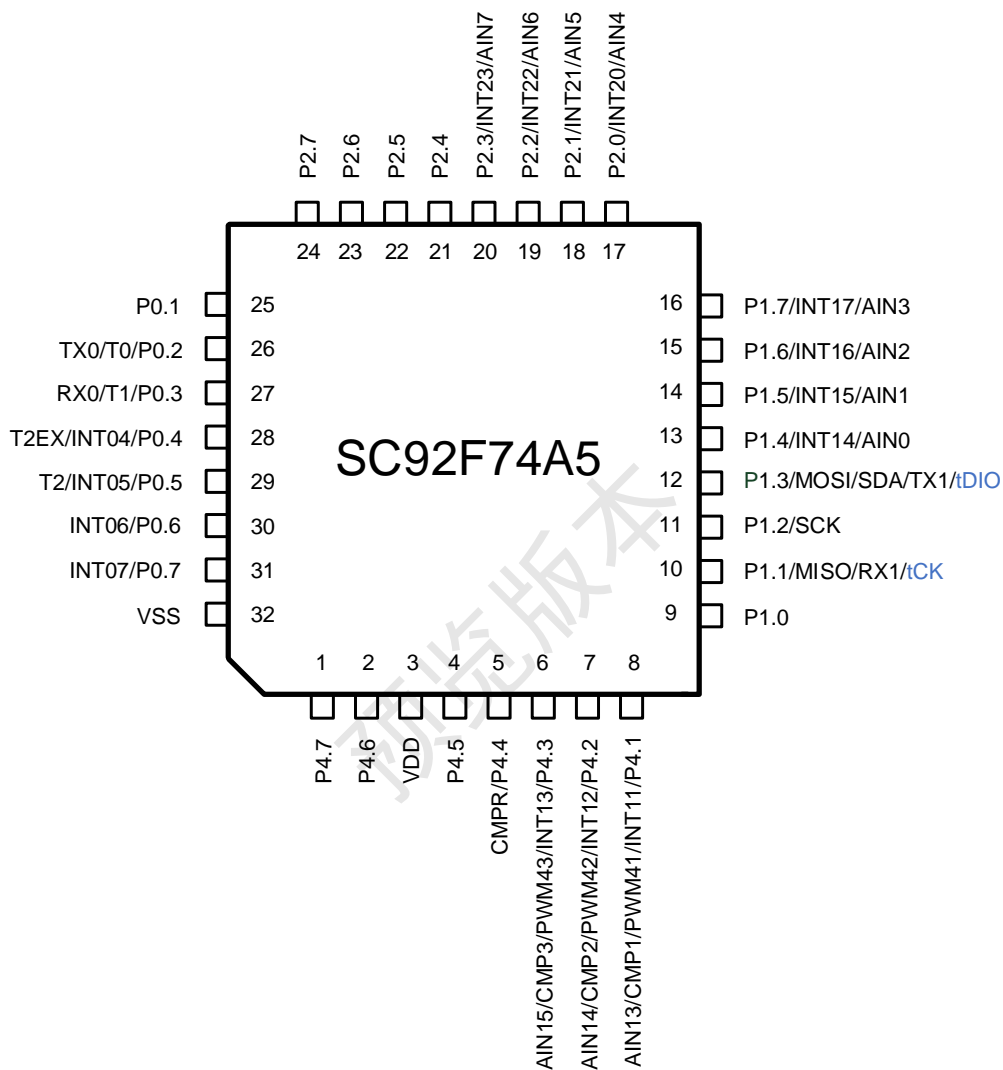 P2.7
P2.6
P2.5
P2.4
P2.3/INT23/AIN7
P2.2/INT22/AIN6
P2.1/INT21/AIN5
P2.0/INT20/AIN4
24 23 22 21 20 19 18 17
P0.1 25
TX0/T0/P0.2 26
RX0/T1/P0.3 27
T2EX/INT04/P0.4 28
T2/INT05/P0.5 29
INT06/P0.6 30
INT07/P0.7 31
VSS 32
SC92F74A5
16 P1.7/INT17/AIN3
15 P1.6/INT16/AIN2
14 P1.5/INT15/AIN1
13 P1.4/INT14/AIN0
12 P1.3/MOSI/SDA/TX1/tDIO
11 P1.2/SCK
10 P1.1/MISO/RX1/tCK
9 P1.0
预览版本
1 2 3 4 5 6 7 8
P4.7
P4.6
VDD
P4.5
CMPR/P4.4
AIN15/CMP3/PWM43/INT13/P4.3
AIN14/CMP2/PWM42/INT12/P4.2
AIN13/CMP1/PWM41/INT11/P4.1